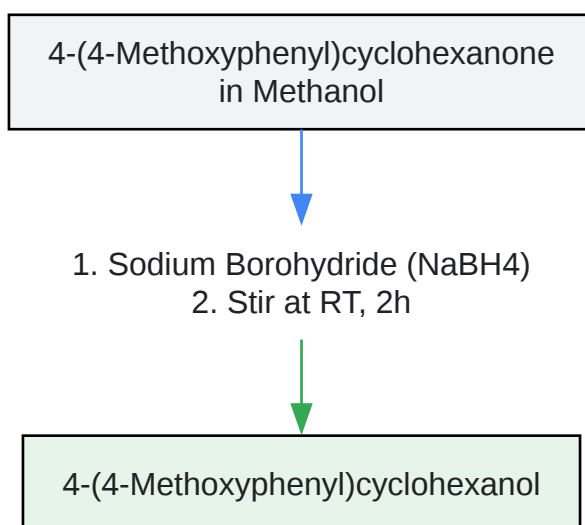 4-(4-Methoxyphenyl)cyclohexanone
in Methanol
1. Sodium Borohydride (NaBH4)
2. Stir at RT, 2h
4-(4-Methoxyphenyl)cyclohexanol